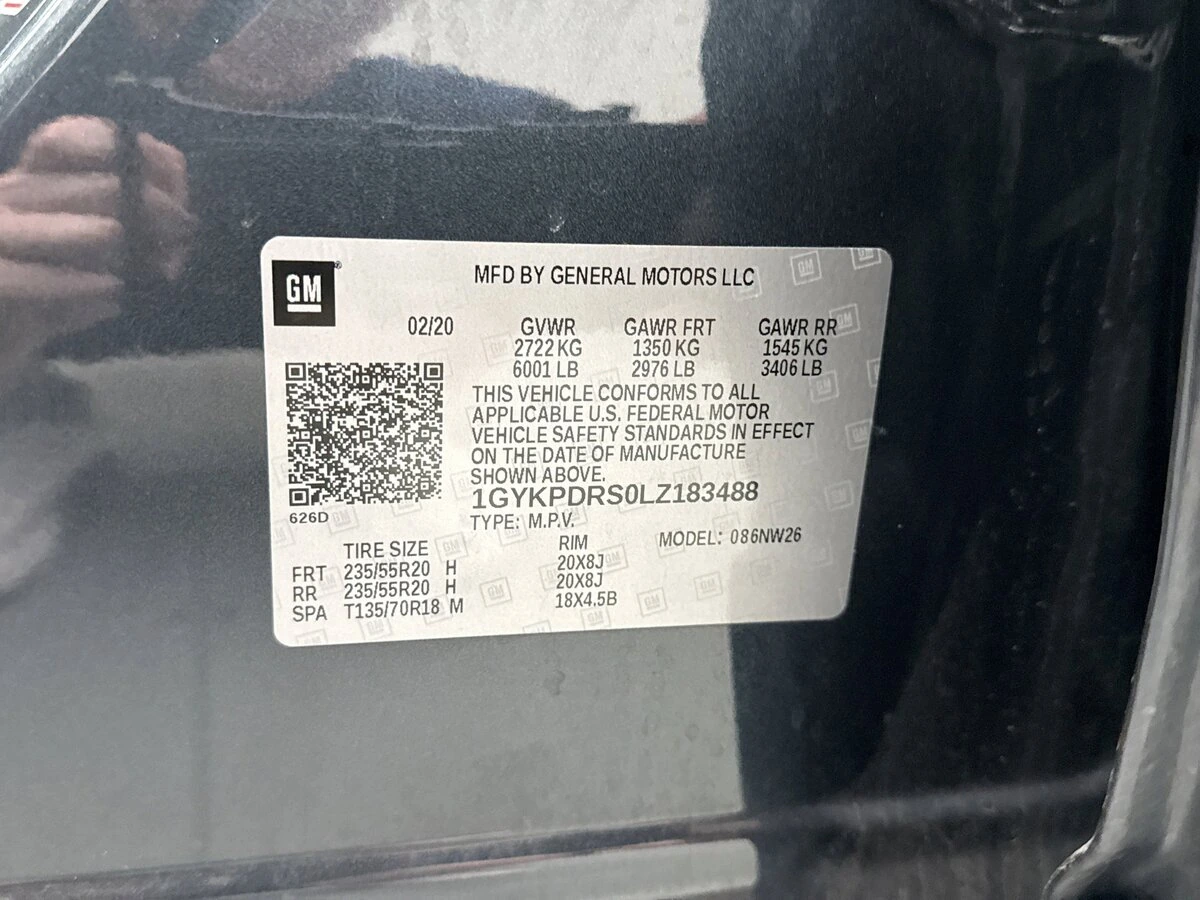 GM
MFD BY GENERAL MOTORS LLC
02/20 GVWR GAWR FRT GAWR RR
2722 KG 1350 KG 1545 KG
6001 LB 2976 LB 3406 LB
THIS VEHICLE CONFORMS TO ALL
APPLICABLE U.S. FEDERAL MOTOR
VEHICLE SAFETY STANDARDS IN EFFECT
ON THE DATE OF MANUFACTURE
SHOWN ABOVE.
1GYKPDRS0LZ183488
626D
TYPE: M.P.V.
TIRE SIZE RIM MODEL: 086NW26
FRT 235/55R20 H 20X8J
RR 235/55R20 H 20X8J
SPA T135/70R18 M 18X4.5B